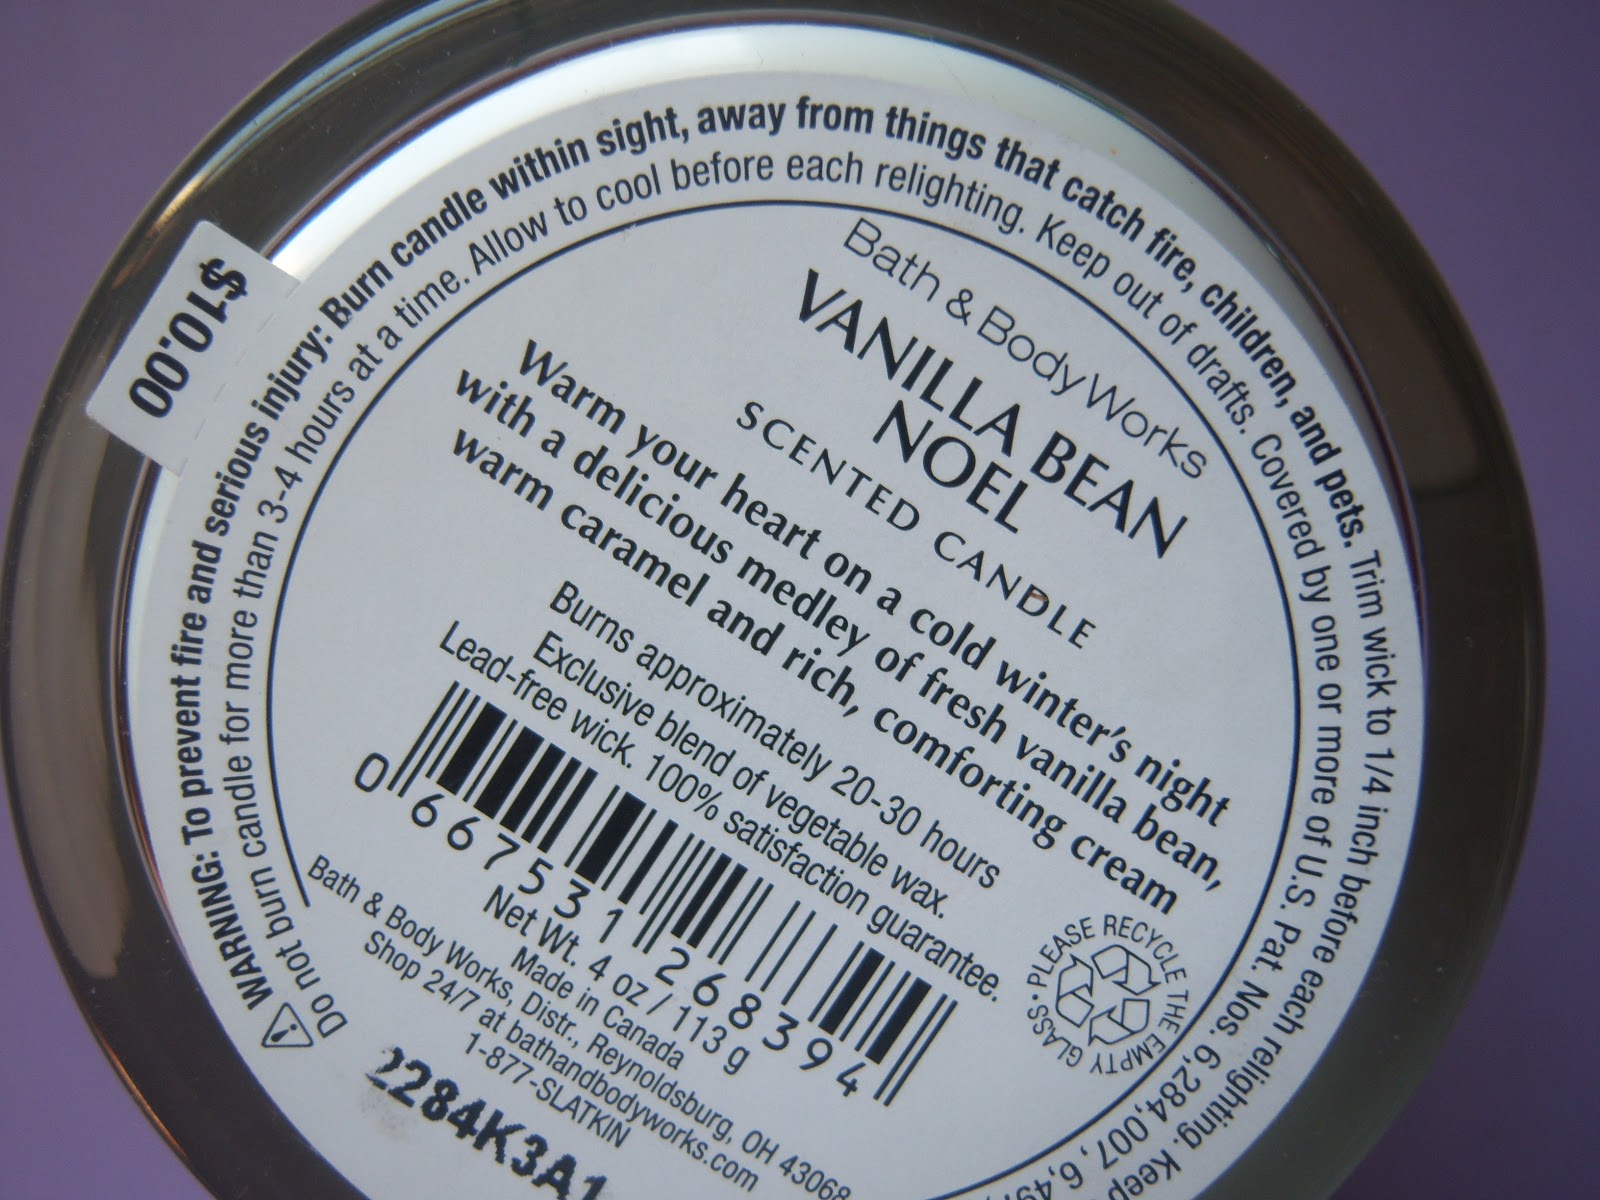 $10.00
⚠ WARNING: To prevent fire and serious injury: Burn candle within sight, away from things that catch fire, children, and pets. Trim wick to 1/4 inch before each relighting. Keep
Do not burn candle for more than 3-4 hours at a time. Allow to cool before each relighting. Keep out of drafts. Covered by one or more of U.S. Pat. Nos. 6,284,007, 6,497,
Bath & Body Works
VANILLA BEAN
NOEL
SCENTED CANDLE
Warm your heart on a cold winter's night
with a delicious medley of fresh vanilla bean,
warm caramel and rich, comforting cream
Burns approximately 20-30 hours
Exclusive blend of vegetable wax.
Lead-free wick. 100% satisfaction guarantee.
0 667531 268394
PLEASE RECYCLE THE EMPTY GLASS •
Net Wt. 4 oz / 113 g
Made in Canada
Bath & Body Works, Distr., Reynoldsburg, OH 43068
Shop 24/7 at bathandbodyworks.com
1-877-SLATKIN
2284K3A1